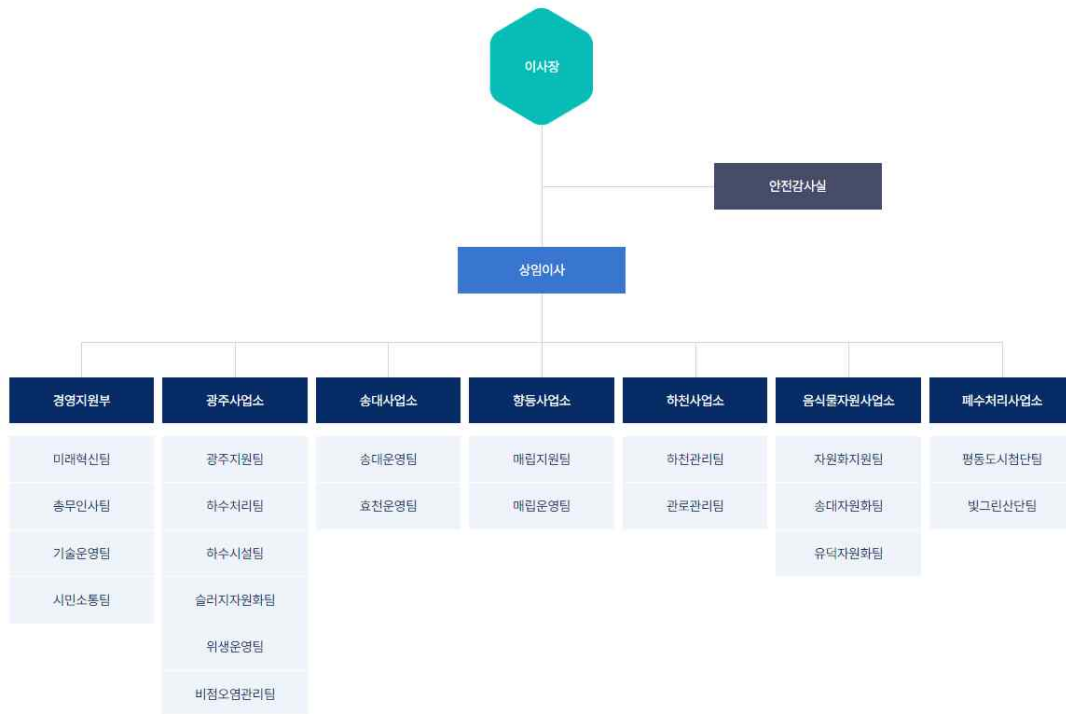 이사장
안전감사실
상임이사
경영지원부
광주사업소
송대사업소
향등사업소
하천사업소
음식물자원사업소
폐수처리사업소
미래혁신팀
광주지원팀
송대운영팀
매립지원팀
하천관리팀
자원화지원팀
평동도시첨단팀
총무인사팀
하수처리팀
효천운영팀
매립운영팀
관로관리팀
송대자원화팀
빛그린산단팀
기술운영팀
하수시설팀
유덕자원화팀
시민소통팀
슬러지자원화팀
위생운영팀
비점오염관리팀